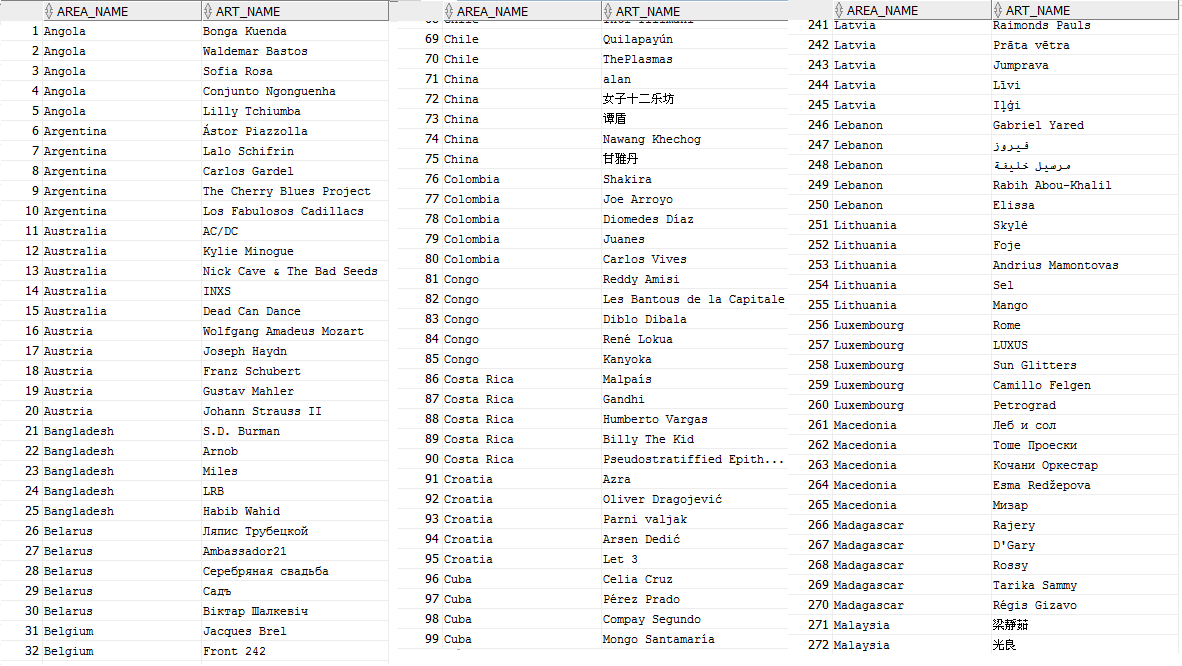 AREA_NAME ART_NAME
1 Angola Bonga Kuenda
2 Angola Waldemar Bastos
3 Angola Sofia Rosa
4 Angola Conjunto Ngonguenha
5 Angola Lilly Tchiumba
6 Argentina Ástor Piazzolla
7 Argentina Lalo Schifrin
8 Argentina Carlos Gardel
9 Argentina The Cherry Blues Project
10 Argentina Los Fabulosos Cadillacs
11 Australia AC/DC
12 Australia Kylie Minogue
13 Australia Nick Cave & The Bad Seeds
14 Australia INXS
15 Australia Dead Can Dance
16 Austria Wolfgang Amadeus Mozart
17 Austria Joseph Haydn
18 Austria Franz Schubert
19 Austria Gustav Mahler
20 Austria Johann Strauss II
21 Bangladesh S.D. Burman
22 Bangladesh Arnob
23 Bangladesh Miles
24 Bangladesh LRB
25 Bangladesh Habib Wahid
26 Belarus Ляпис Трубецкой
27 Belarus Ambassador21
28 Belarus Серебряная свадьба
29 Belarus Садъ
30 Belarus Віктар Шалкевіч
31 Belgium Jacques Brel
32 Belgium Front 242
AREA_NAME ART_NAME
69 Chile Quilapayún
70 Chile ThePlasmas
71 China alan
72 China 女子十二乐坊
73 China 谭盾
74 China Nawang Khechog
75 China 甘雅丹
76 Colombia Shakira
77 Colombia Joe Arroyo
78 Colombia Diomedes Díaz
79 Colombia Juanes
80 Colombia Carlos Vives
81 Congo Reddy Amisi
82 Congo Les Bantous de la Capitale
83 Congo Diblo Dibala
84 Congo René Lokua
85 Congo Kanyoka
86 Costa Rica Malpaís
87 Costa Rica Gandhi
88 Costa Rica Humberto Vargas
89 Costa Rica Billy The Kid
90 Costa Rica Pseudostratiffied Epith...
91 Croatia Azra
92 Croatia Oliver Dragojević
93 Croatia Parni valjak
94 Croatia Arsen Dedić
95 Croatia Let 3
96 Cuba Celia Cruz
97 Cuba Pérez Prado
98 Cuba Compay Segundo
99 Cuba Mongo Santamaría
AREA_NAME ART_NAME
241 Latvia Raimonds Pauls
242 Latvia Prāta vētra
243 Latvia Jumprava
244 Latvia Līvi
245 Latvia Iļģi
246 Lebanon Gabriel Yared
247 Lebanon فيروز
248 Lebanon مرسيل خليفة
249 Lebanon Rabih Abou-Khalil
250 Lebanon Elissa
251 Lithuania Skylė
252 Lithuania Foje
253 Lithuania Andrius Mamontovas
254 Lithuania Sel
255 Lithuania Mango
256 Luxembourg Rome
257 Luxembourg LUXUS
258 Luxembourg Sun Glitters
259 Luxembourg Camillo Felgen
260 Luxembourg Petrograd
261 Macedonia Леб и сол
262 Macedonia Тоше Проески
263 Macedonia Кочани Оркестар
264 Macedonia Esma Redžepova
265 Macedonia Мизар
266 Madagascar Rajery
267 Madagascar D'Gary
268 Madagascar Rossy
269 Madagascar Tarika Sammy
270 Madagascar Régis Gizavo
271 Malaysia 梁靜茹
272 Malaysia 光良